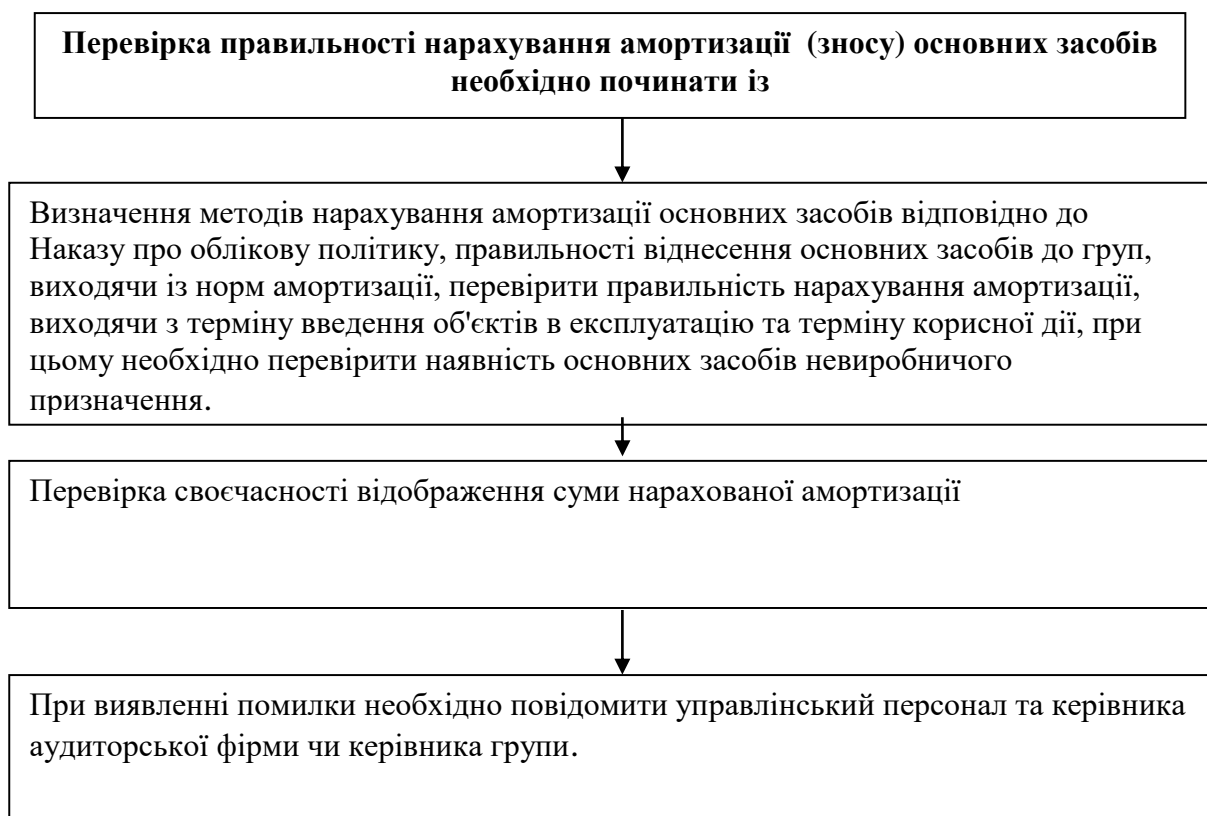 Перевірка правильності нарахування амортизації (зносу) основних засобів
необхідно починати із
Визначення методів нарахування амортизації основних засобів відповідно до
Наказу про облікову політику, правильності віднесення основних засобів до груп,
виходячи із норм амортизації, перевірити правильність нарахування амортизації,
виходячи з терміну введення об'єктів в експлуатацію та терміну корисної дії, при
цьому необхідно перевірити наявність основних засобів невиробничого
призначення.
Перевірка своєчасності відображення суми нарахованої амортизації
При виявленні помилки необхідно повідомити управлінський персонал та керівника
аудиторської фірми чи керівника групи.